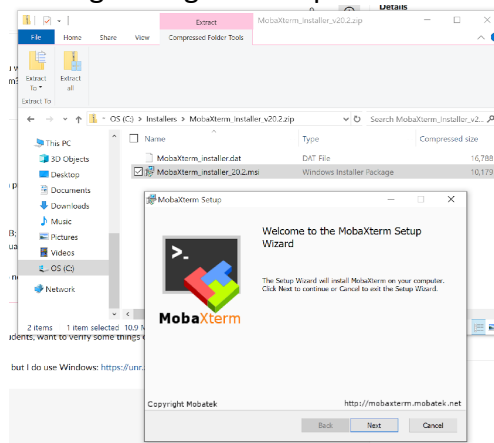 Details
Extract
MobaXterm_Installer_v20.2.zip
File
Home
Share
View
Compressed Folder Tools
Extract To
Extract all
Extract To
OS (C:) > Installers > MobaXterm_Installer_v20.2.zip
Search MobaXterm_Installer_v2...
Name
Type
Compressed size
This PC
3D Objects
Desktop
Documents
Downloads
Music
Pictures
Videos
OS (C:)
Network
MobaXterm_installer.dat
DAT File
16,788
MobaXterm_installer_20.2.msi
Windows Installer Package
16,179
2 items
1 item selected
10.9 M
MobaXterm Setup
Welcome to the MobaXterm Setup
Wizard
The Setup Wizard will install MobaXterm on your computer.
Click Next to continue or Cancel to exit the Setup Wizard.
MobaXterm
Copyright Mobatek
http://mobaxterm.mobatek.net
Back
Next
Cancel
want to verify some things
but I do use Windows: https://unr.